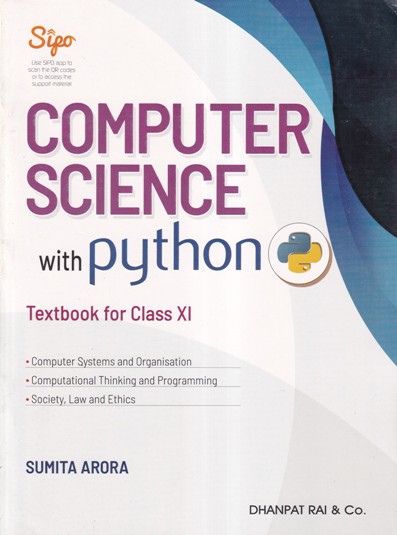 Sipo
Use SIPO app to
scan the QR codes
or to access the
support material
COMPUTER
SCIENCE
with python
Textbook for Class XI
• Computer Systems and Organisation
• Computational Thinking and Programming
• Society, Law and Ethics
SUMITA ARORA
DHANPAT RAI & Co.